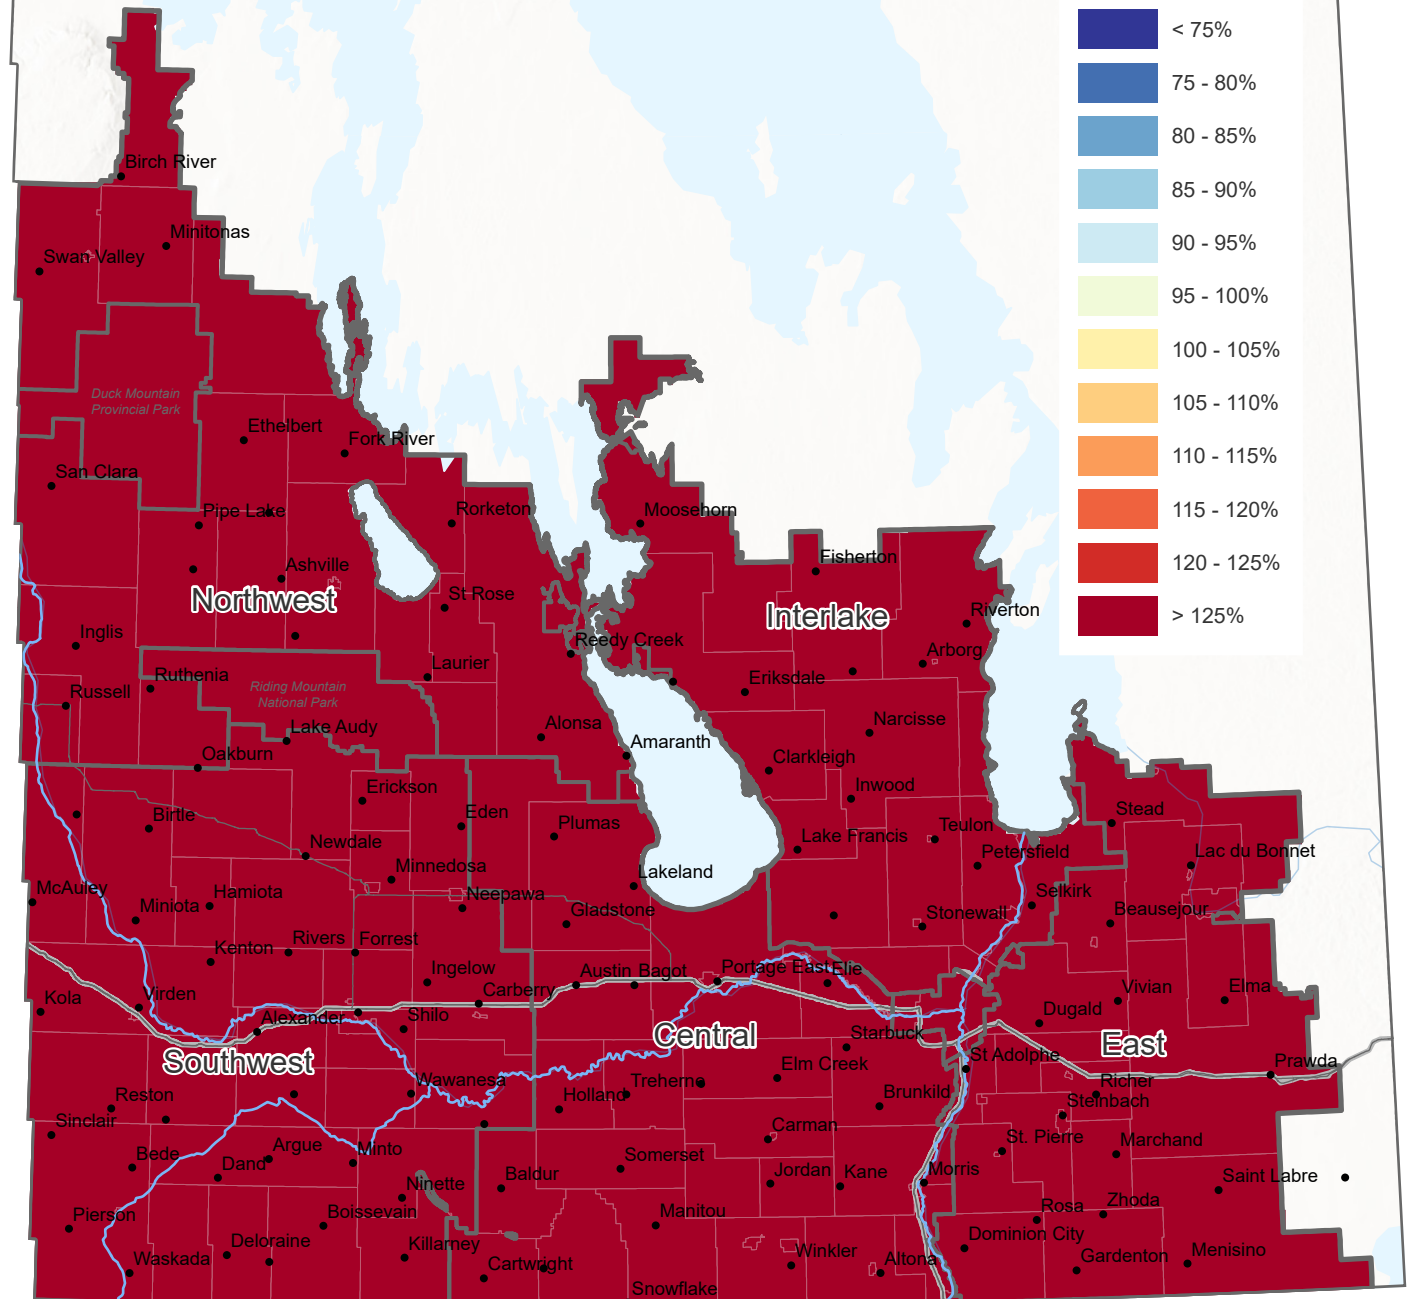 < 75%
75 - 80%
80 - 85%
85 - 90%
90 - 95%
95 - 100%
100 - 105%
105 - 110%
110 - 115%
115 - 120%
120 - 125%
> 125%
Birch River
Minitonas
Swan Valley
Duck Mountain
Provincial Park
Ethelbert
Fork River
San Clara
Pipe Lake
Rorketon
Moosehorn
Fisherton
Ashville
Northwest
St Rose
Interlake
Riverton
Inglis
Reedy Creek
Arborg
Laurier
Ruthenia
Riding Mountain
National Park
Russell
Eriksdale
Lake Audy
Alonsa
Narcisse
Amaranth
Oakburn
Clarkleigh
Erickson
Inwood
Birtle
Eden
Plumas
Stead
Newdale
Lake Francis
Teulon
Petersfield
Lac du Bonnet
Minnedosa
Lakeland
McAuley
Hamiota
Neepawa
Selkirk
Miniota
Gladstone
Stonewall
Beausejour
Kenton
Rivers
Forrest
Ingelow
Austin
Bagot
Portage East
Elie
Kola
Virden
Carberry
Vivian
Elma
Alexander
Shilo
Dugald
Southwest
Central
Starbuck
East
St Adolphe
Prawda
Elm Creek
Reston
Wawanesa
Holland
Treherne
Brunkild
Richer
Steinbach
Sinclair
Carman
Argue
Minto
St. Pierre
Marchand
Bede
Dand
Somerset
Baldur
Jordan
Kane
Morris
Saint Labre
Ninette
Pierson
Boissevain
Manitou
Rosa
Zhoda
Dominion City
Deloraine
Killarney
Waskada
Cartwright
Winkler
Altona
Gardenton
Menisino
Snowflake